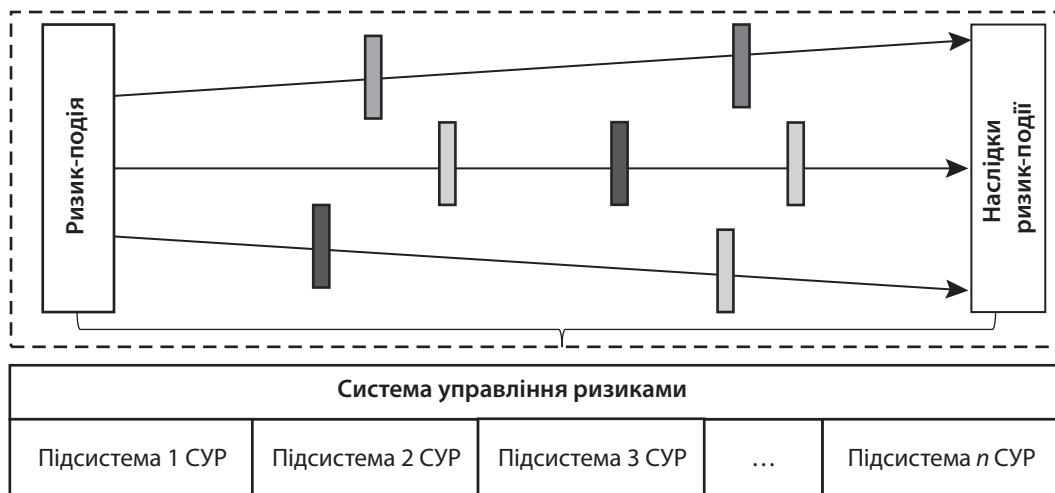 Ризик-подія
Наслідки
ризик-події
Система управління ризиками
Підсистема 1 СУР
Підсистема 2 СУР
Підсистема 3 СУР
…
Підсистема n СУР